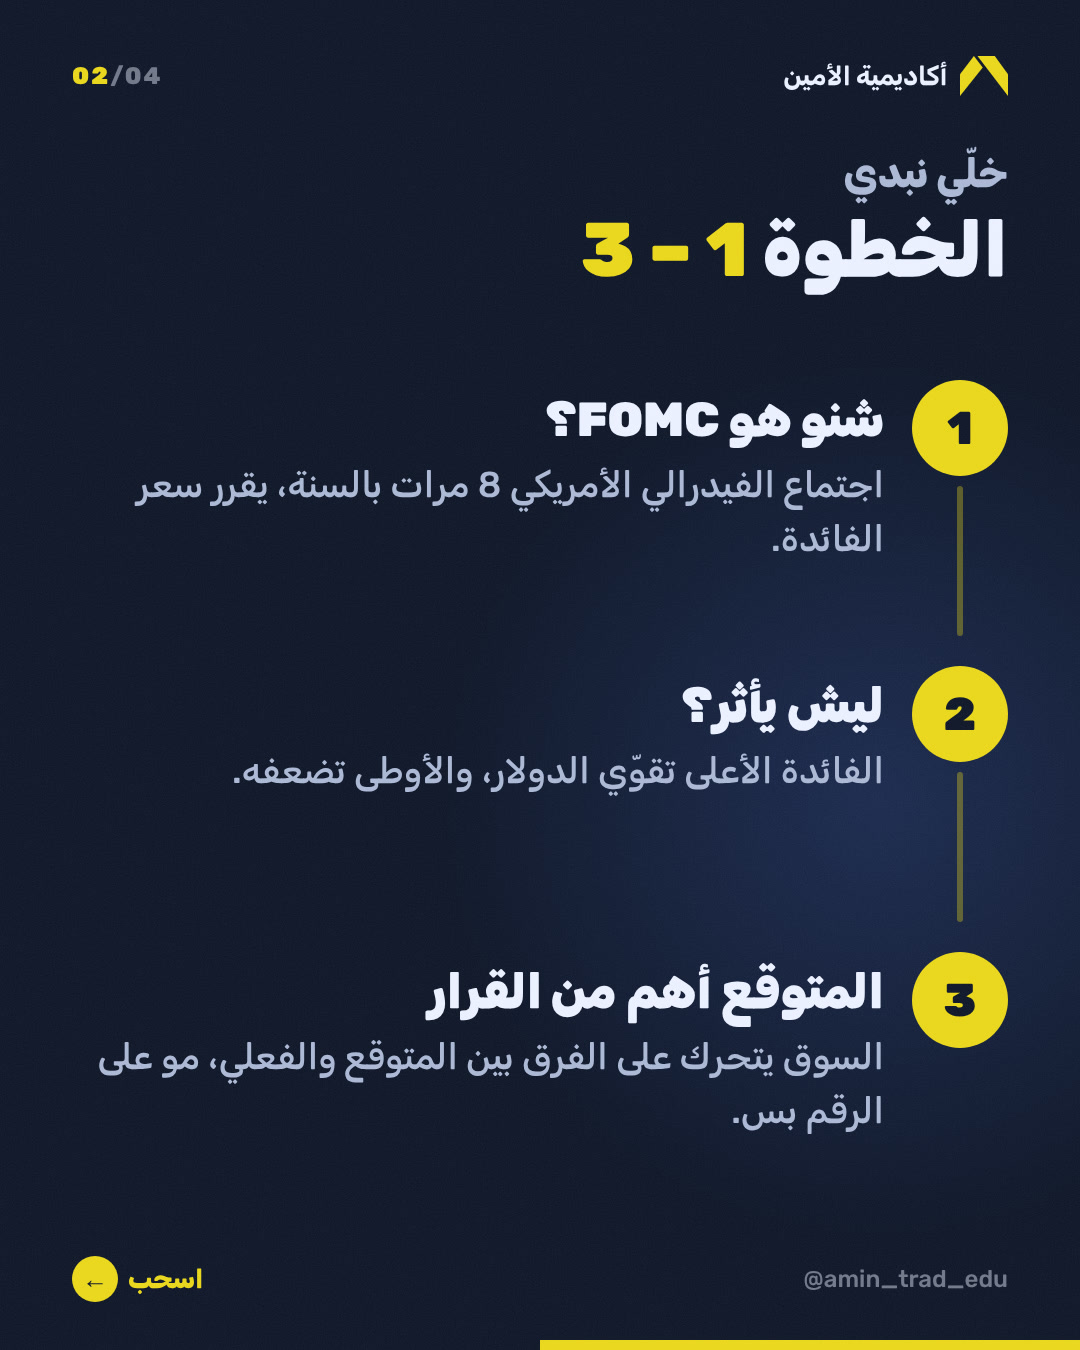 أكاديمية الأمين
02/04
خلّي نبدي
الخطوة 1 - 3
1
شنو هو FOMC؟
اجتماع الفيدرالي الأمريكي 8 مرات بالسنة، يقرر سعر
الفائدة.
2
ليش يأثر؟
الفائدة الأعلى تقوّي الدولار، والأوطى تضعفه.
3
المتوقع أهم من القرار
السوق يتحرك على الفرق بين المتوقع والفعلي، مو على
الرقم بس.
@amin_trad_edu
اسحب ←